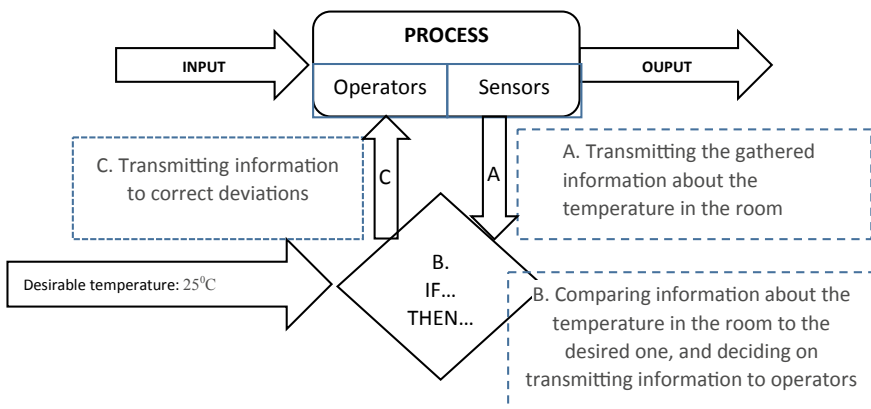 PROCESS
INPUT
OUPUT
Operators
Sensors
C. Transmitting information
to correct deviations
C
A
A. Transmitting the gathered
information about the
temperature in the room
Desirable temperature: 25⁰C
B.
IF...
THEN...
B. Comparing information about the
temperature in the room to the
desired one, and deciding on
transmitting information to operators